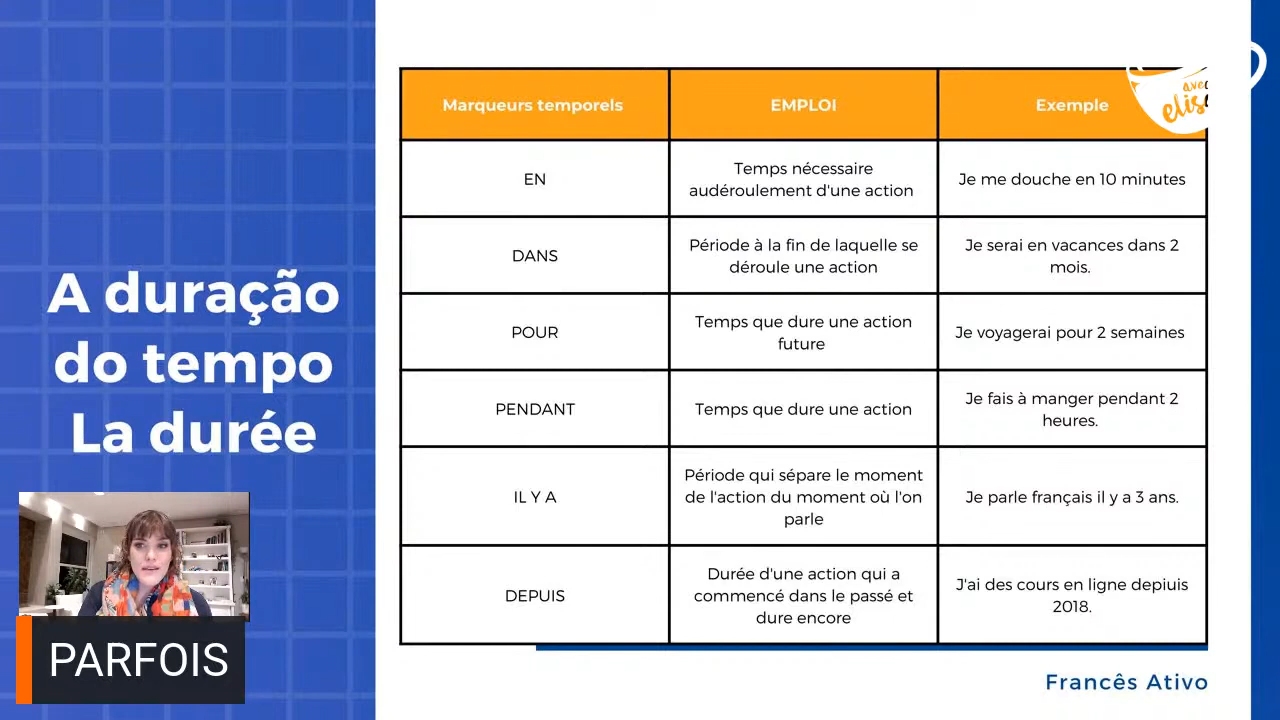 A duração
do tempo
La durée
PARFOIS
Marqueurs temporels
EMPLOI
Exemple
avec
elisa
EN
Temps nécessaire
audéroulement d'une action
Je me douche en 10 minutes
DANS
Période à la fin de laquelle se
déroule une action
Je serai en vacances dans 2
mois.
POUR
Temps que dure une action
future
Je voyagerai pour 2 semaines
PENDANT
Temps que dure une action
Je fais à manger pendant 2
heures.
IL Y A
Période qui sépare le moment
de l'action du moment où l'on
parle
Je parle français il y a 3 ans.
DEPUIS
Durée d'une action qui a
commencé dans le passé et
dure encore
J'ai des cours en ligne depiuis
2018.
Francês Ativo